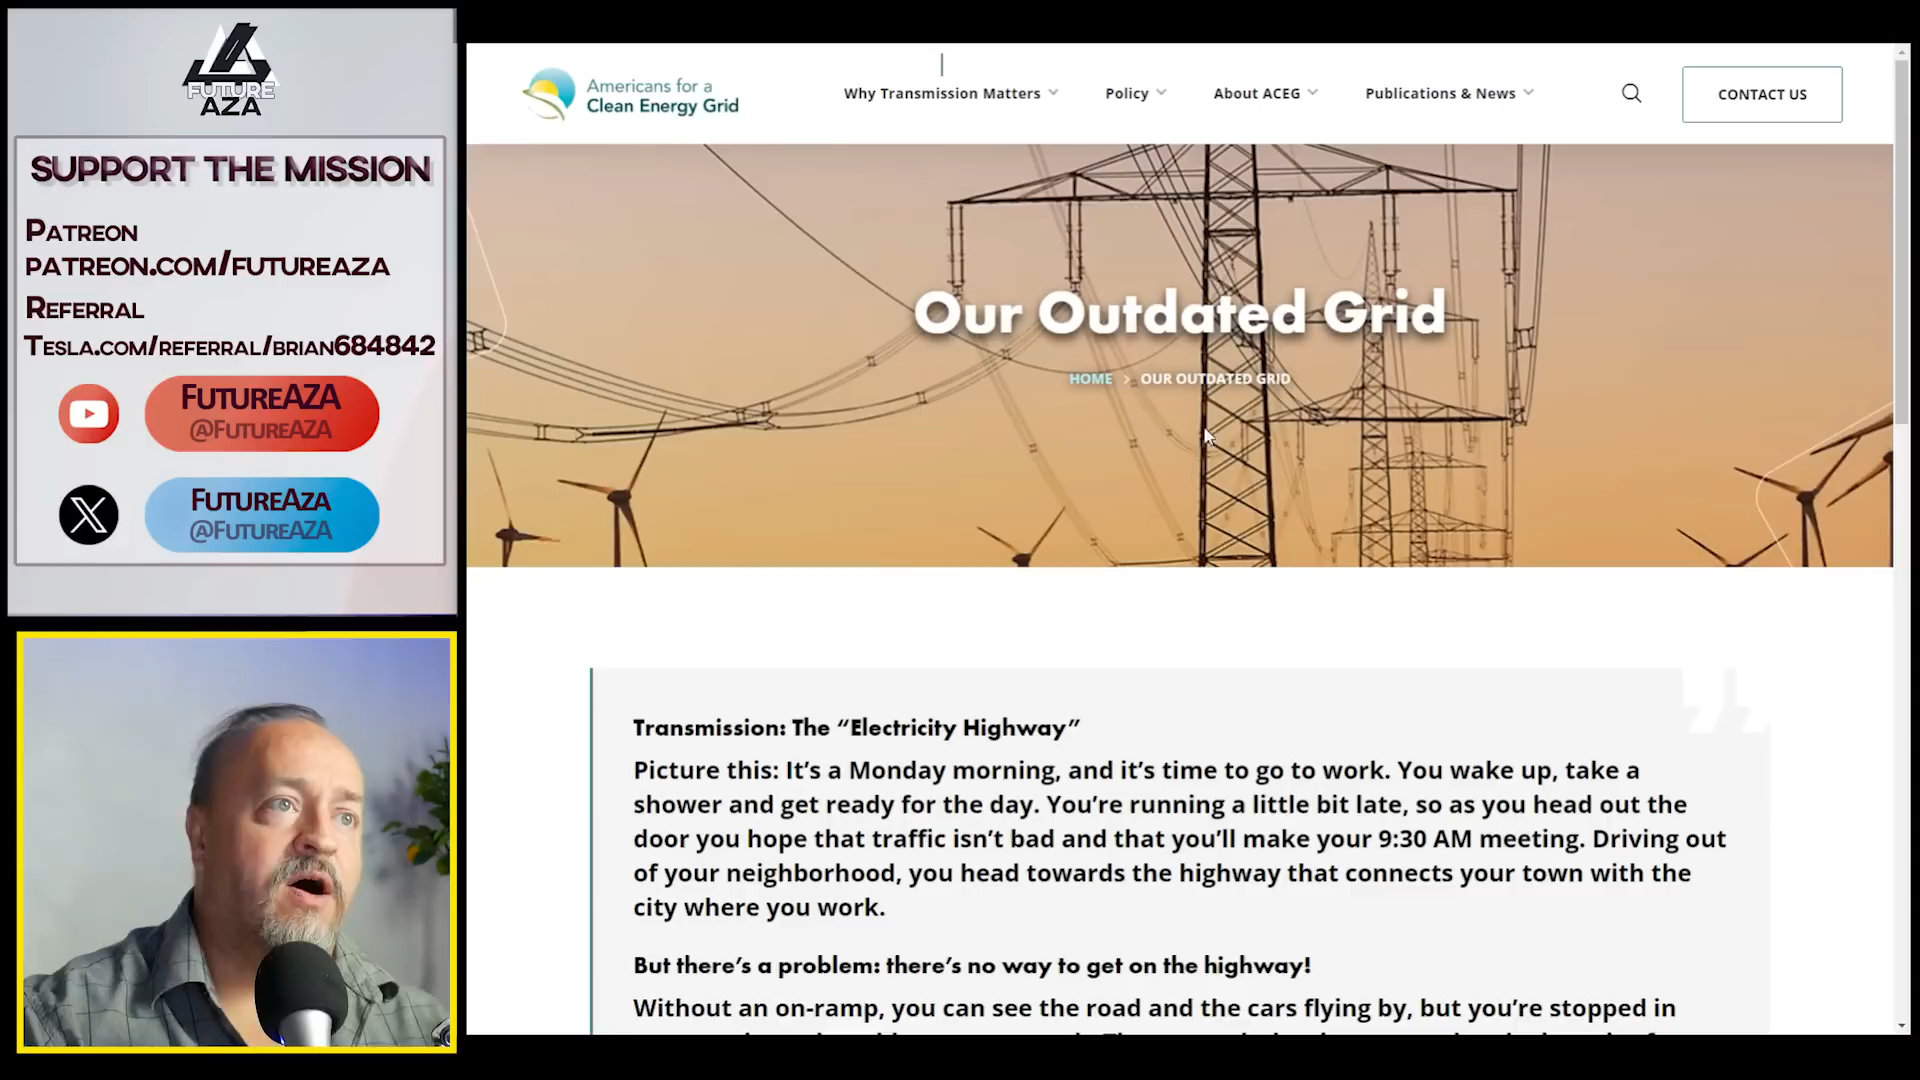 FUTURE
AZA
SUPPORT THE MISSION
PATREON
PATREON.COM/FUTUREAZA
REFERRAL
TESLA.COM/REFERRAL/BRIAN684842
FUTUREAZA
@FUTUREAZA
FUTUREAZA
@FUTUREAZA
Americans for a
Clean Energy Grid
Why Transmission Matters
Policy
About ACEG
Publications & News
CONTACT US
Our Outdated Grid
HOME > OUR OUTDATED GRID
Transmission: The “Electricity Highway”
Picture this: It’s a Monday morning, and it’s time to go to work. You wake up, take a
shower and get ready for the day. You’re running a little bit late, so as you head out the
door you hope that traffic isn’t bad and that you’ll make your 9:30 AM meeting. Driving out
of your neighborhood, you head towards the highway that connects your town with the
city where you work.
But there’s a problem: there’s no way to get on the highway!
Without an on-ramp, you can see the road and the cars flying by, but you’re stopped in